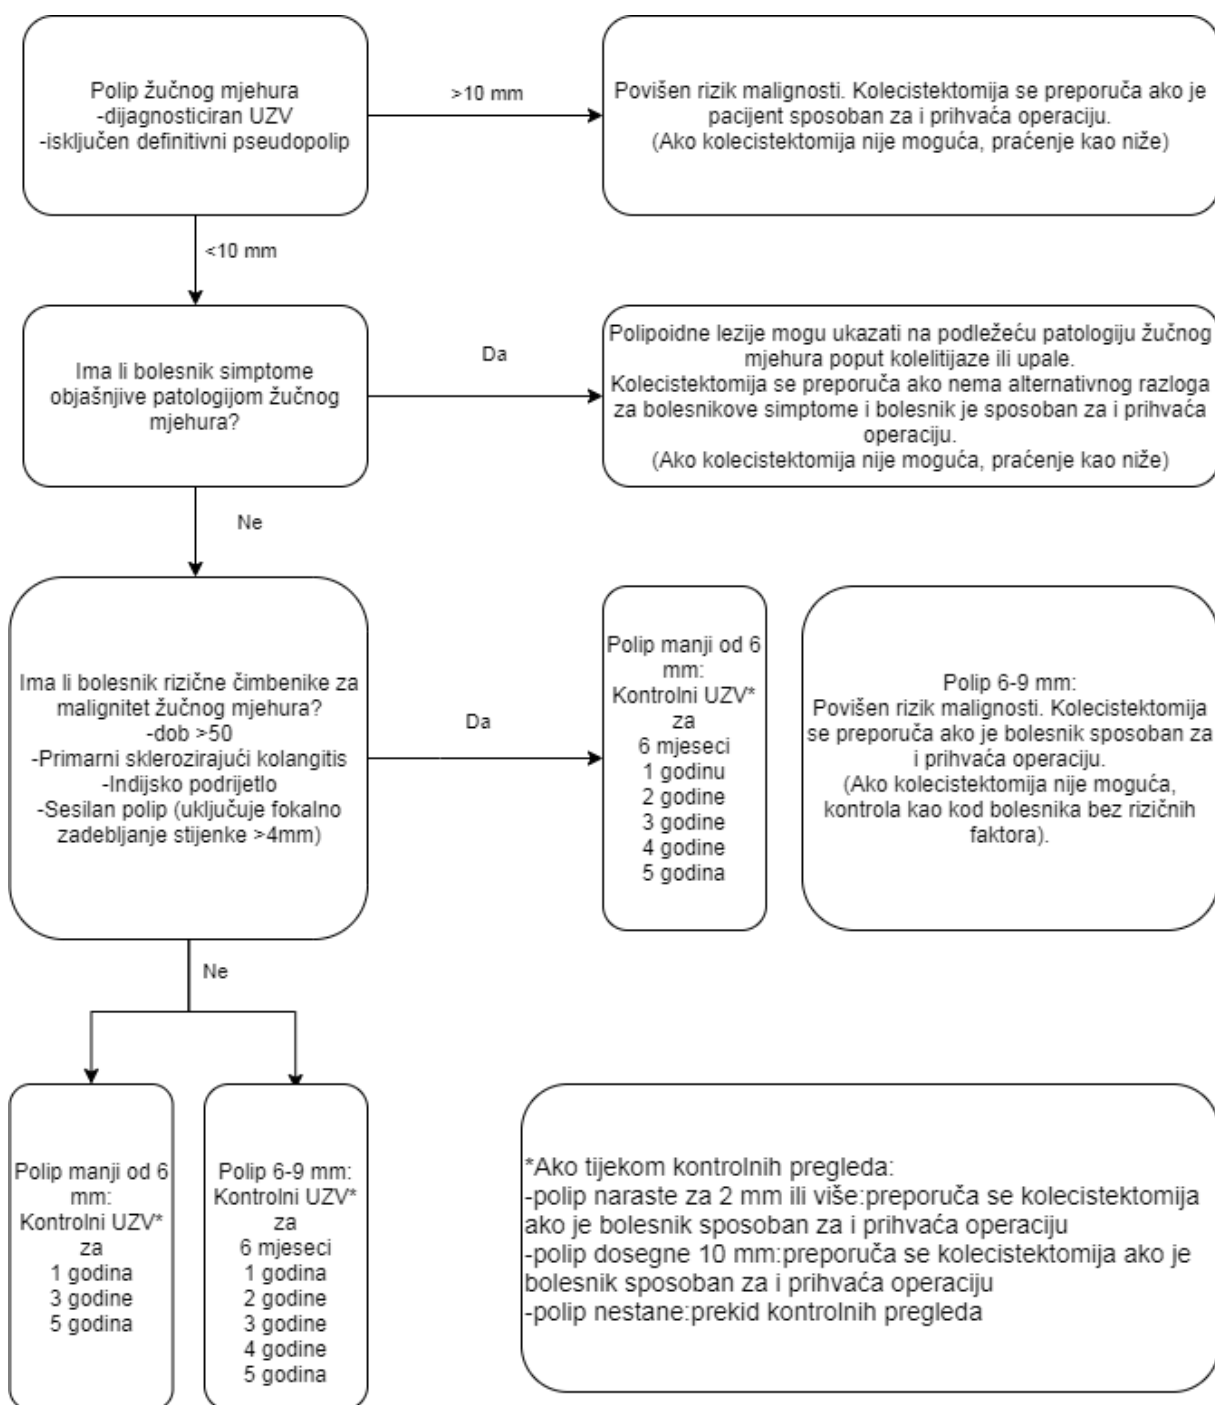 Polip žučnog mjehura
-dijagnosticiran UZV
-isključen definitivni pseudopolip
>10 mm
Povišen rizik malignosti. Kolecistektomija se preporuča ako je
pacijent sposoban za i prihvaća operaciju.
(Ako kolecistektomija nije moguća, praćenje kao niže)
<10 mm
Ima li bolesnik simptome
objašnjive patologijom žučnog
mjehura?
Da
Polipoidne lezije mogu ukazati na podležeću patologiju žučnog
mjehura poput kolelitijaze ili upale.
Kolecistektomija se preporuča ako nema alternativnog razloga
za bolesnikove simptome i bolesnik je sposoban za i prihvaća
operaciju.
(Ako kolecistektomija nije moguća, praćenje kao niže)
Ne
Ima li bolesnik rizične čimbenike za
malignitet žučnog mjehura?
-dob >50
-Primarni sklerozirajući kolangitis
-Indijsko podrijetlo
-Sesilan polip (uključuje fokalno
zadebljanje stijenke >4mm)
Da
Polip manji od 6
mm:
Kontrolni UZV*
za
6 mjeseci
1 godinu
2 godine
3 godine
4 godine
5 godina
Polip 6-9 mm:
Povišen rizik malignosti. Kolecistektomija
se preporuča ako je bolesnik sposoban za
i prihvaća operaciju.
(Ako kolecistektomija nije moguća,
kontrola kao kod bolesnika bez rizičnih
faktora).
Ne
Polip manji od 6
mm:
Kontrolni UZV*
za
1 godina
3 godine
5 godina
Polip 6-9 mm:
Kontrolni UZV*
za
6 mjeseci
1 godina
2 godine
3 godine
4 godine
5 godina
*Ako tijekom kontrolnih pregleda:
-polip naraste za 2 mm ili više:preporuča se kolecistektomija
ako je bolesnik sposoban za i prihvaća operaciju
-polip dosegne 10 mm:preporuča se kolecistektomija ako je
bolesnik sposoban za i prihvaća operaciju
-polip nestane:prekid kontrolnih pregleda